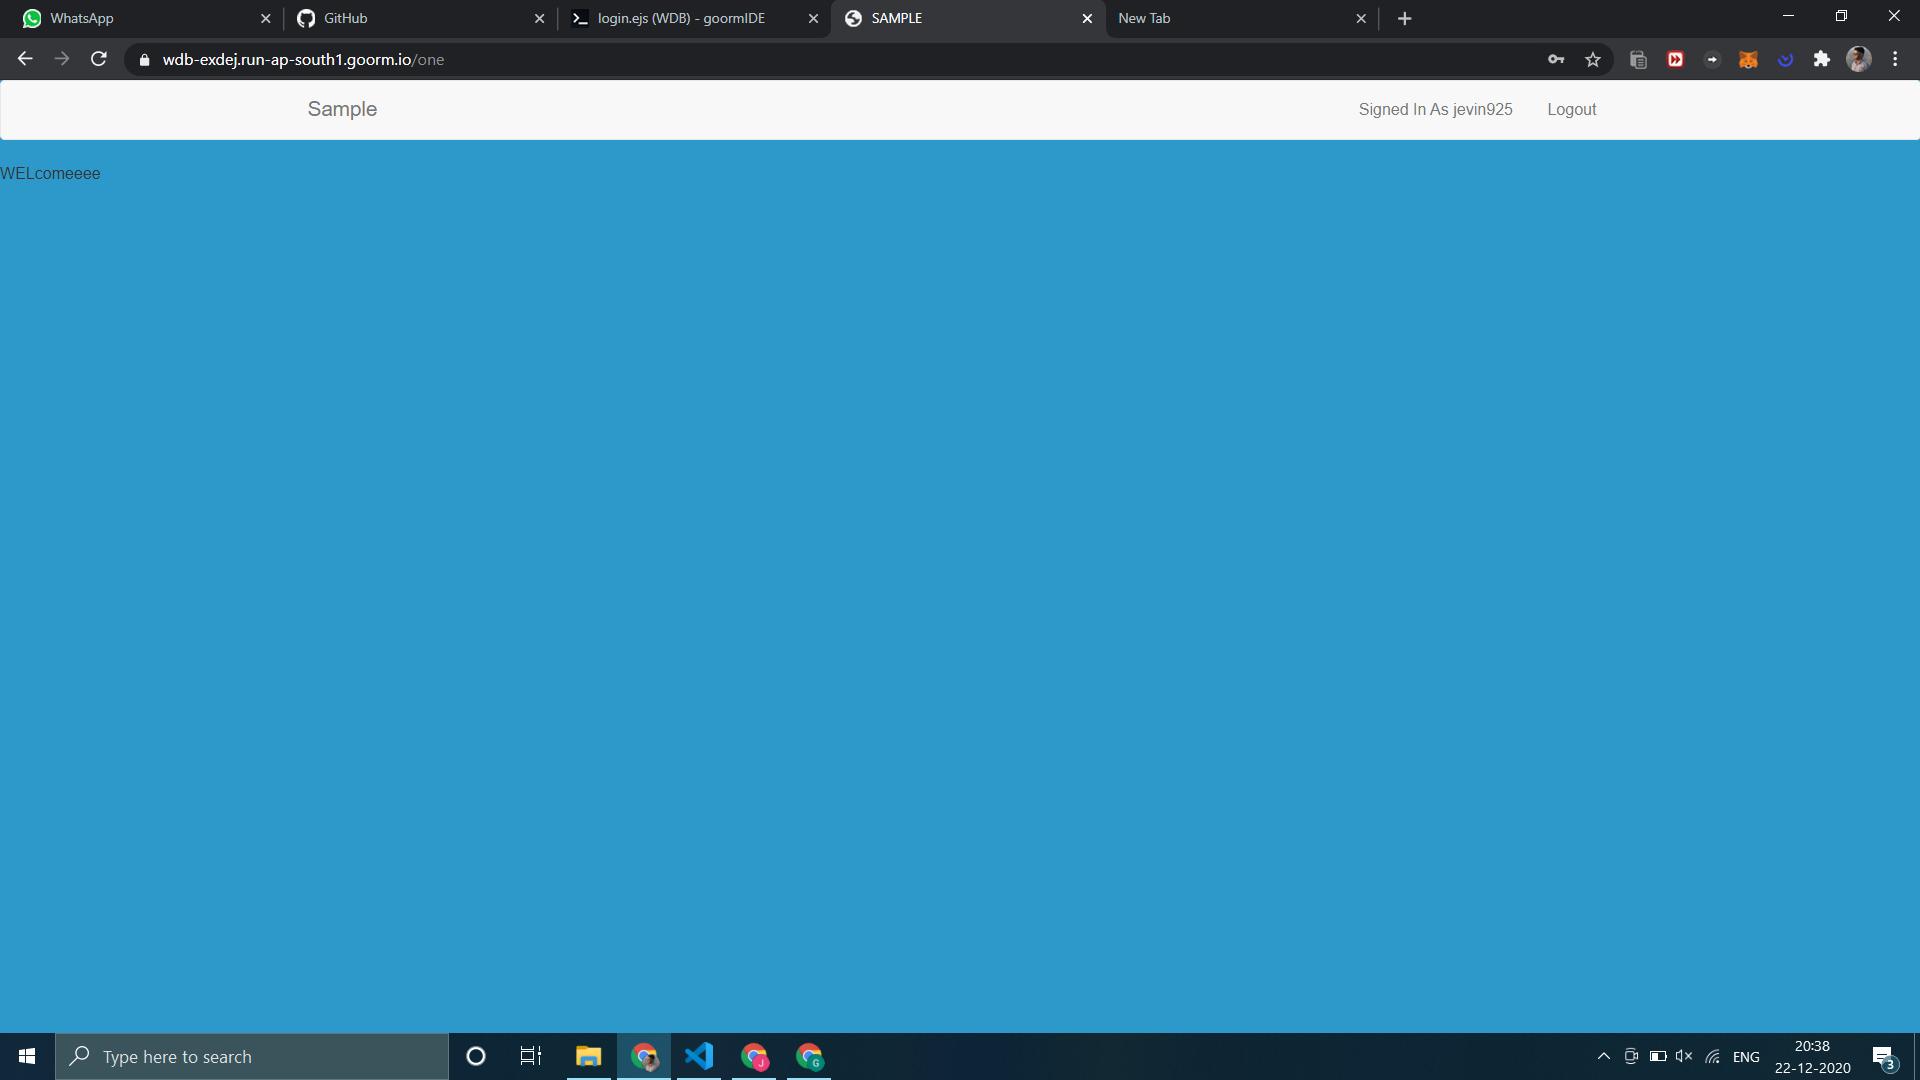 WhatsApp
GitHub
login.ejs (WDB) - goormIDE
SAMPLE
New Tab
wdb-exdej.run-ap-south1.goorm.io/one
Sample
Signed In As jevin925
Logout
WELcomeeee
Type here to search
J
G
ENG
20:38
22-12-2020
3